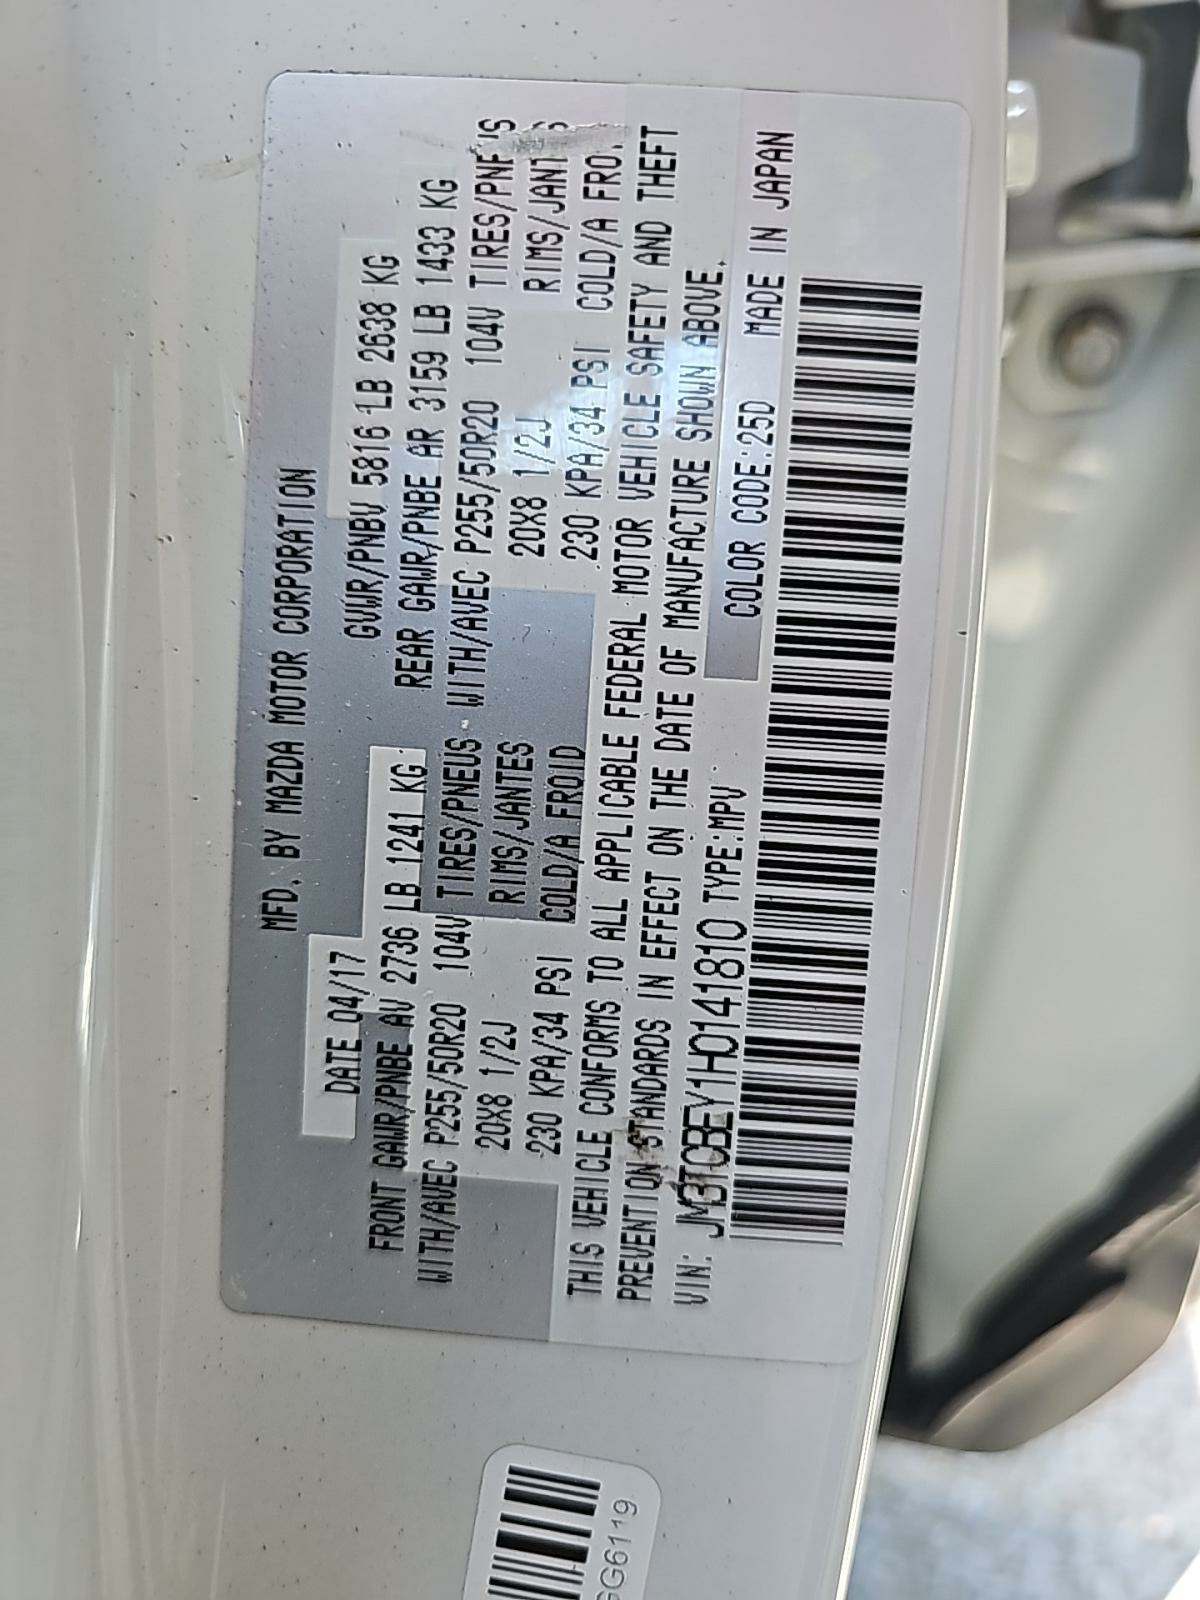 MFD. BY MAZDA MOTOR CORPORATION
DATE 04/17 GVWR/PNBV 5816 LB 2638 KG
FRONT GAWR/PNBE AV 2736 LB 1241 KG REAR GAWR/PNBE AR 3159 LB 1433 KG
WITH/AVEC P255/50R20 104V TIRES/PNEUS WITH/AVEC P255/50R20 104V TIRES/PNEUS
20X8 1/2J RIMS/JANTES 20X8 1/2J RIMS/JANTES
230 KPA/34 PSI COLD/A FROID 230 KPA/34 PSI COLD/A
THIS VEHICLE CONFORMS TO ALL APPLICABLE FEDERAL MOTOR VEHICLE SAFETY AND THEFT
PREVENTION STANDARDS IN EFFECT ON THE DATE OF MANUFACTURE SHOWN ABOVE.
VIN: JM3TCBEY1H0141810 TYPE:MPV COLOR CODE:25D MADE IN JAPAN